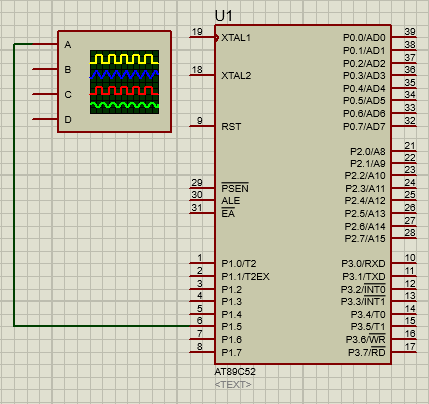 U1
A
B
C
D
19 XTAL1
18 XTAL2
9 RST
29 PSEN
30 ALE
31 EA
1 P1.0/T2
2 P1.1/T2EX
3 P1.2
4 P1.3
5 P1.4
6 P1.5
7 P1.6
8 P1.7
P0.0/AD0 39
P0.1/AD1 38
P0.2/AD2 37
P0.3/AD3 36
P0.4/AD4 35
P0.5/AD5 34
P0.6/AD6 33
P0.7/AD7 32
P2.0/A8 21
P2.1/A9 22
P2.2/A10 23
P2.3/A11 24
P2.4/A12 25
P2.5/A13 26
P2.6/A14 27
P2.7/A15 28
P3.0/RXD 10
P3.1/TXD 11
P3.2/INT0 12
P3.3/INT1 13
P3.4/T0 14
P3.5/T1 15
P3.6/WR 16
P3.7/RD 17
AT89C52
<TEXT>